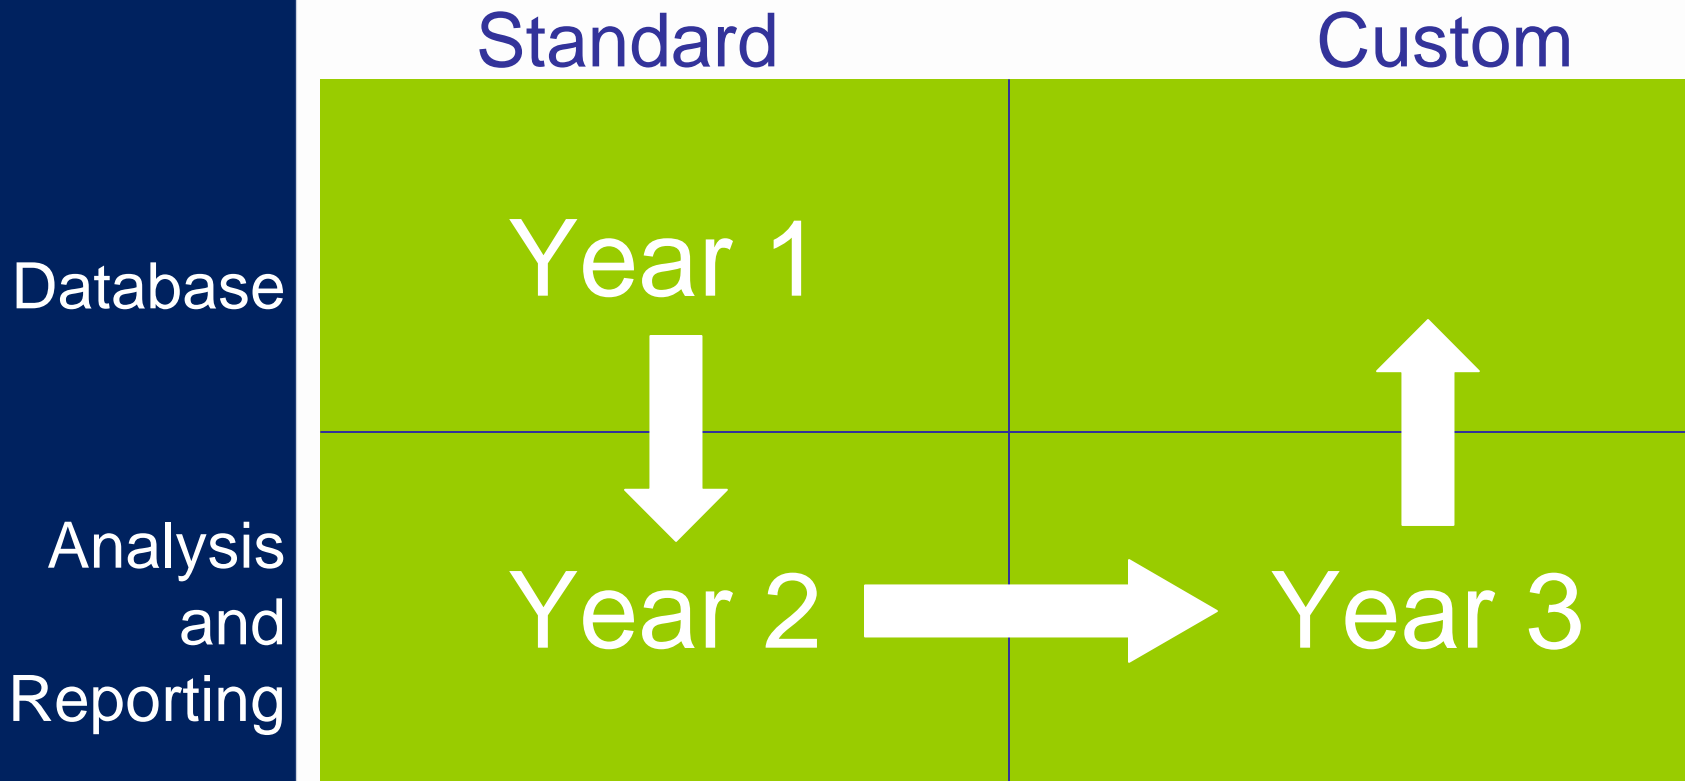 Standard
Custom
Database
Year 1
Analysis
and
Reporting
Year 2
Year 3